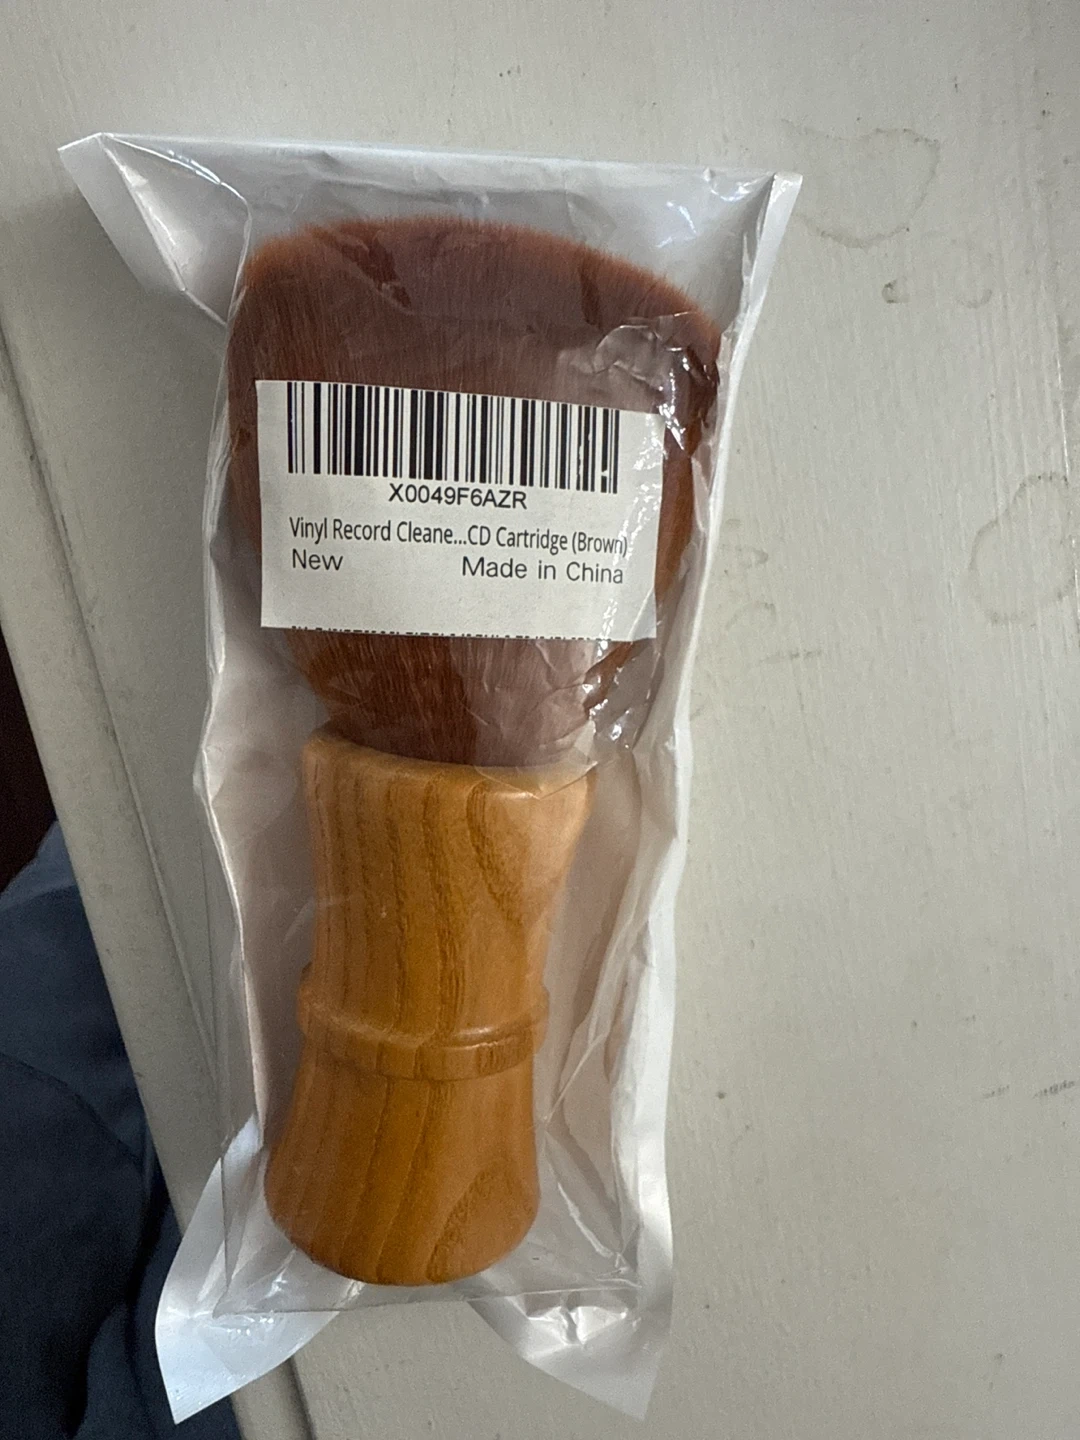 X0049F6AZR
Vinyl Record Cleane...CD Cartridge (Brown)
New Made in China